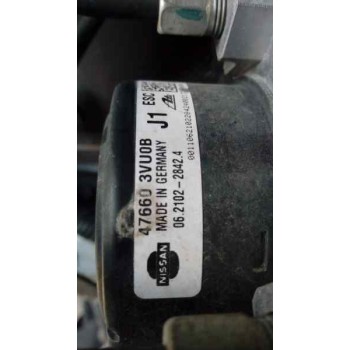 47660 3VU0B J1 ESC
MADE IN GERMANY
06.2102-2842.4
NISSAN